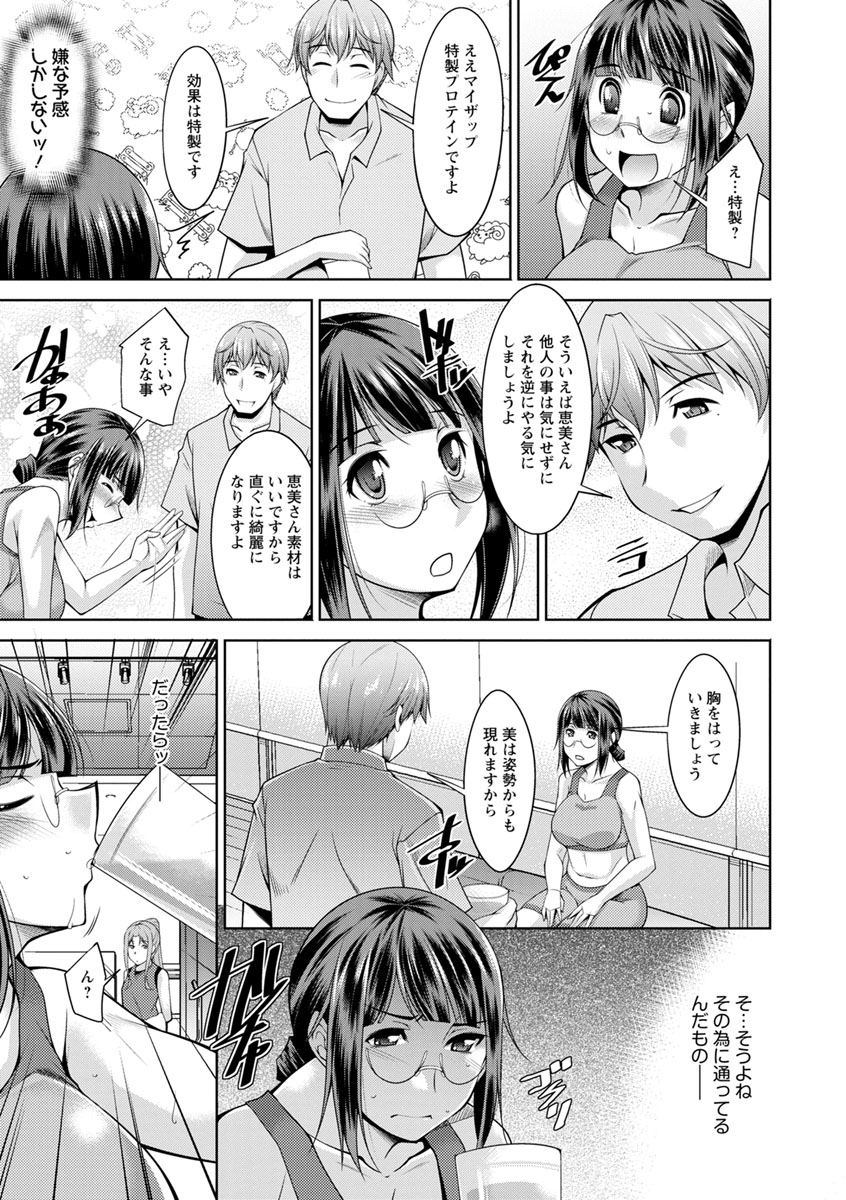 ぴん
え…特製？
ええマイザップ
特製プロテインですよ
効果は特製です
嫌な予感
しかしないッ！
そういえば恵美さん
他人の事は気にせずに
それを逆にやる気に
しましょうよ
ドキッ
恵美さん素材は
いいですから
直ぐに綺麗に
なりますよ
え…いや
そんな事
かぁぁぁ
胸をはって
いきましょう
美は姿勢からも
現れますから
そ…そうよね
その為に通ってる
んだもの──
だったらッ
ん？